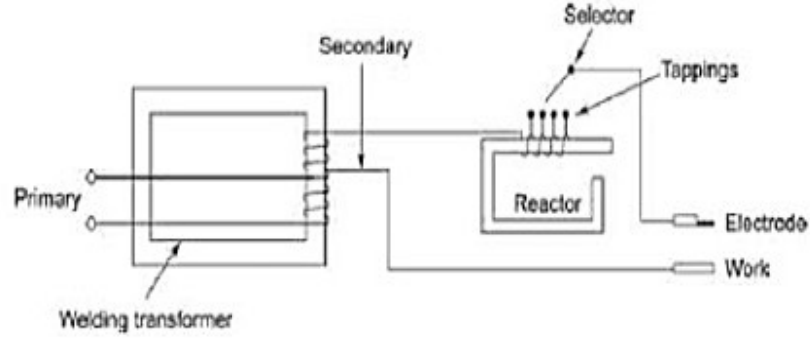 Selector
Secondary
Tappings
Primary
Reactor
Electrode
Work
Welding transformer